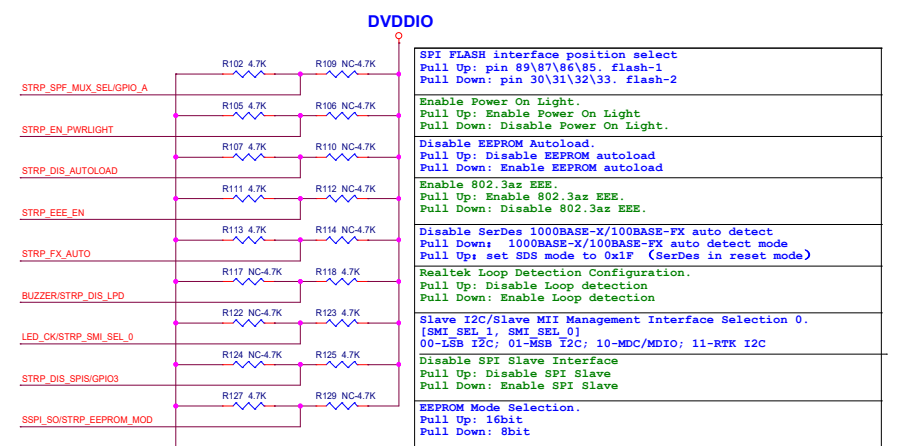 DVDDIO
R102 4.7K R109 NC-4.7K
STRP_SPF_MUX_SEL/GPIO_A
SPI FLASH interface position select
Pull Up: pin 89\87\86\85. flash-1
Pull Down: pin 30\31\32\33. flash-2
R105 4.7K R106 NC-4.7K
STRP_EN_PWRLIGHT
Enable Power On Light.
Pull Up: Enable Power On Light
Pull Down: Disable Power On Light.
R107 4.7K R110 NC-4.7K
STRP_DIS_AUTOLOAD
Disable EEPROM Autoload.
Pull Up: Disable EEPROM autoload
Pull Down: Enable EEPROM autoload
R111 4.7K R112 NC-4.7K
STRP_EEE_EN
Enable 802.3az EEE.
Pull Up: Enable 802.3az EEE.
Pull Down: Disable 802.3az EEE.
R113 4.7K R114 NC-4.7K
STRP_FX_AUTO
Disable SerDes 1000BASE-X/100BASE-FX auto detect
Pull Down: 1000BASE-X/100BASE-FX auto detect mode
Pull Up: set SDS mode to 0x1F (SerDes in reset mode)
R117 NC-4.7K R118 4.7K
BUZZER/STRP_DIS_LPD
Realtek Loop Detection Configuration.
Pull Up: Disable Loop detection
Pull Down: Enable Loop detection
R122 NC-4.7K R123 4.7K
LED_CK/STRP_SMI_SEL_0
Slave I2C/Slave MII Management Interface Selection 0.
[SMI_SEL_1, SMI_SEL_0]
00-LSB I2C; 01-MSB I2C; 10-MDC/MDIO; 11-RTK I2C
R124 NC-4.7K R125 4.7K
STRP_DIS_SPIS/GPIO3
Disable SPI Slave Interface
Pull Up: Disable SPI Slave
Pull Down: Enable SPI Slave
R127 4.7K R129 NC-4.7K
SSPI_SO/STRP_EEPROM_MOD
EEPROM Mode Selection.
Pull Up: 16bit
Pull Down: 8bit